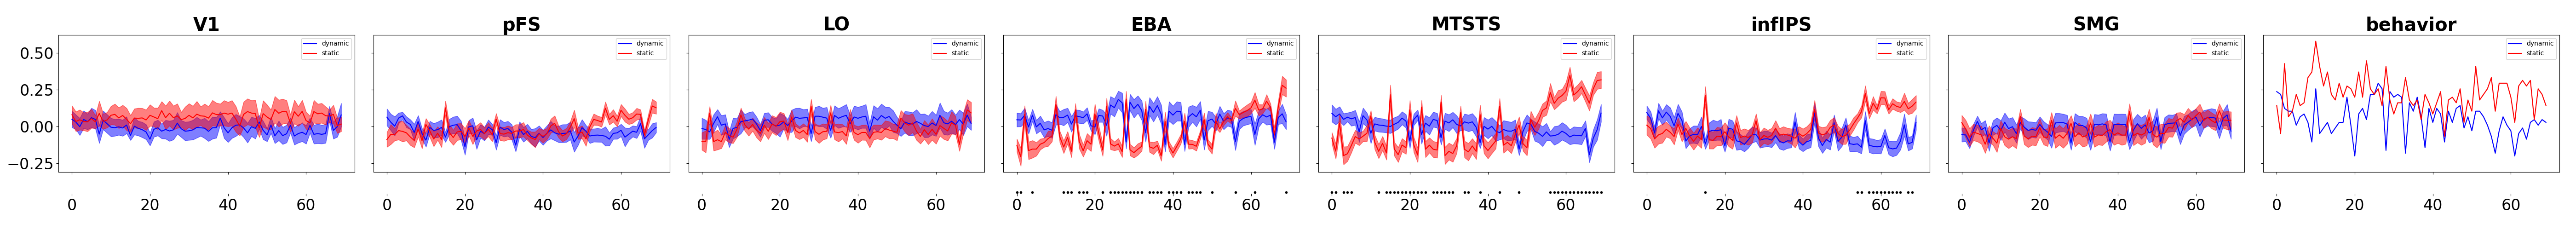 V1 pFS LO EBA MTSTS infIPS SMG behavior
dynamic dynamic dynamic dynamic dynamic dynamic dynamic dynamic
static static static static static static static static
0.50
0.25
0.00
−0.25
0 20 40 60 0 20 40 60 0 20 40 60 0 20 40 60 0 20 40 60 0 20 40 60 0 20 40 60 0 20 40 60